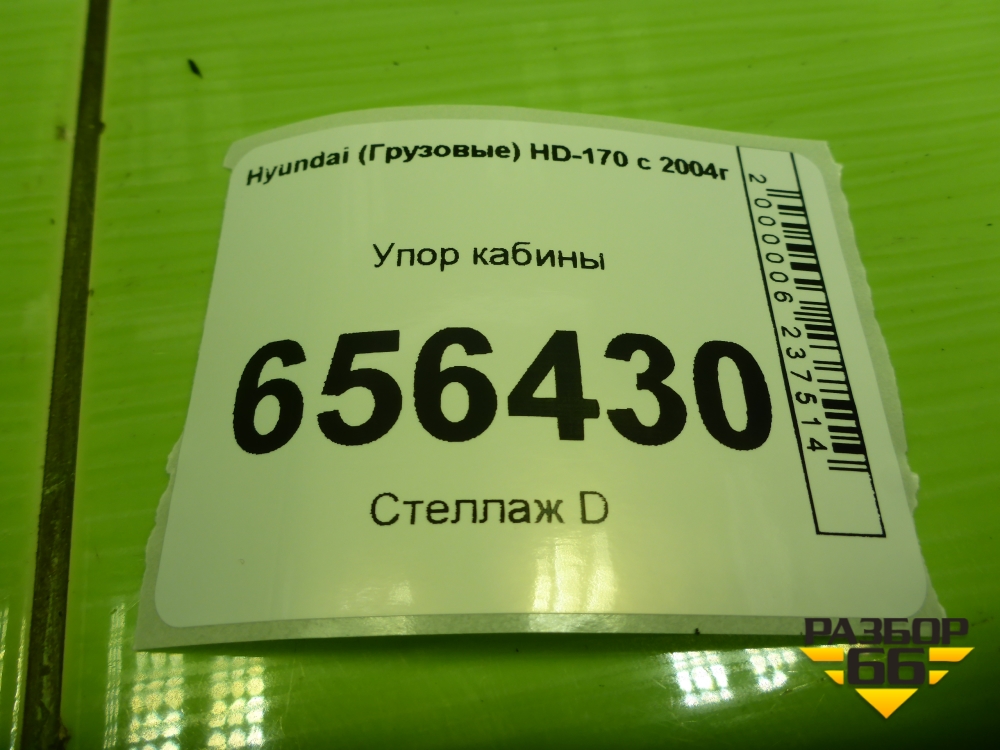 Hyundai (Грузовые) HD-170 с 2004г
Упор кабины
656430
Стеллаж D
2000006237514
РАЗБОР
66